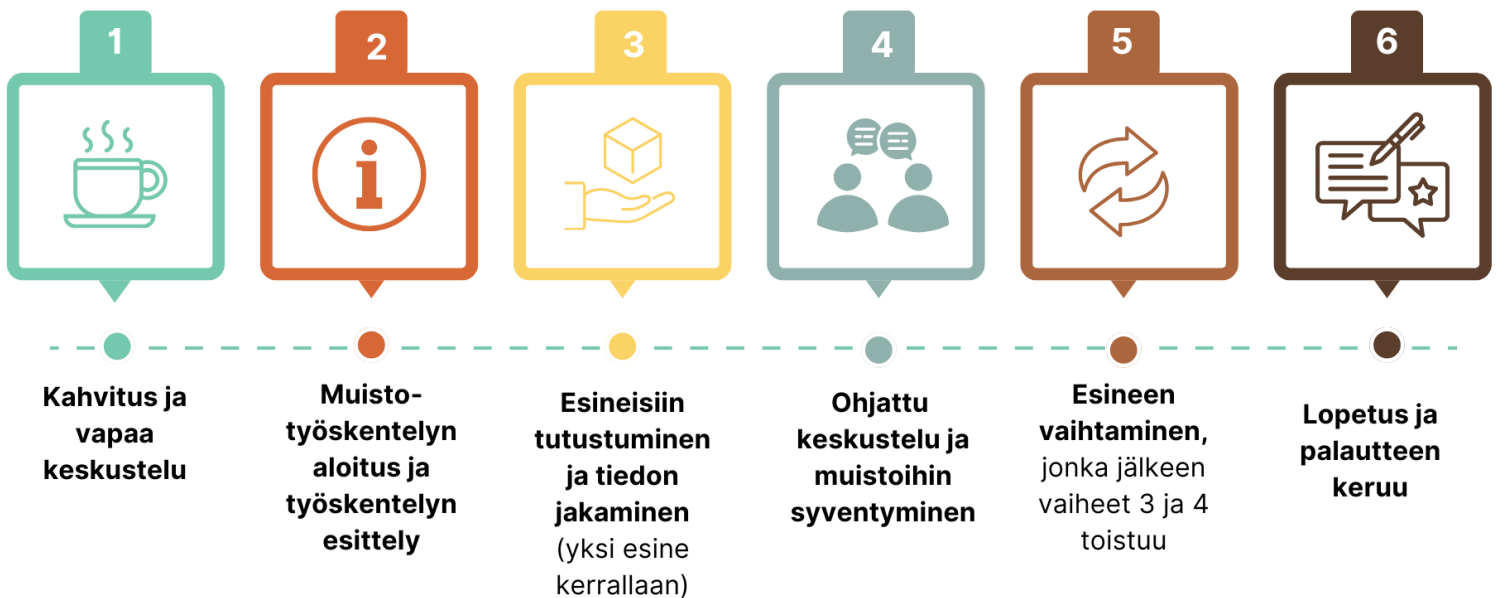 1
2
3
4
5
6
Kahvitus ja
vapaa
keskustelu
Muisto-
työskentelyn
aloitus ja
työskentelyn
esittely
Esineisiin
tutustuminen
ja tiedon
jakaminen
(yksi esine
kerrallaan)
Ohjattu
keskustelu ja
muistoihin
syventyminen
Esineen
vaihtaminen,
jonka jälkeen
vaiheet 3 ja 4
toistuu
Lopetus ja
palautteen
keruu